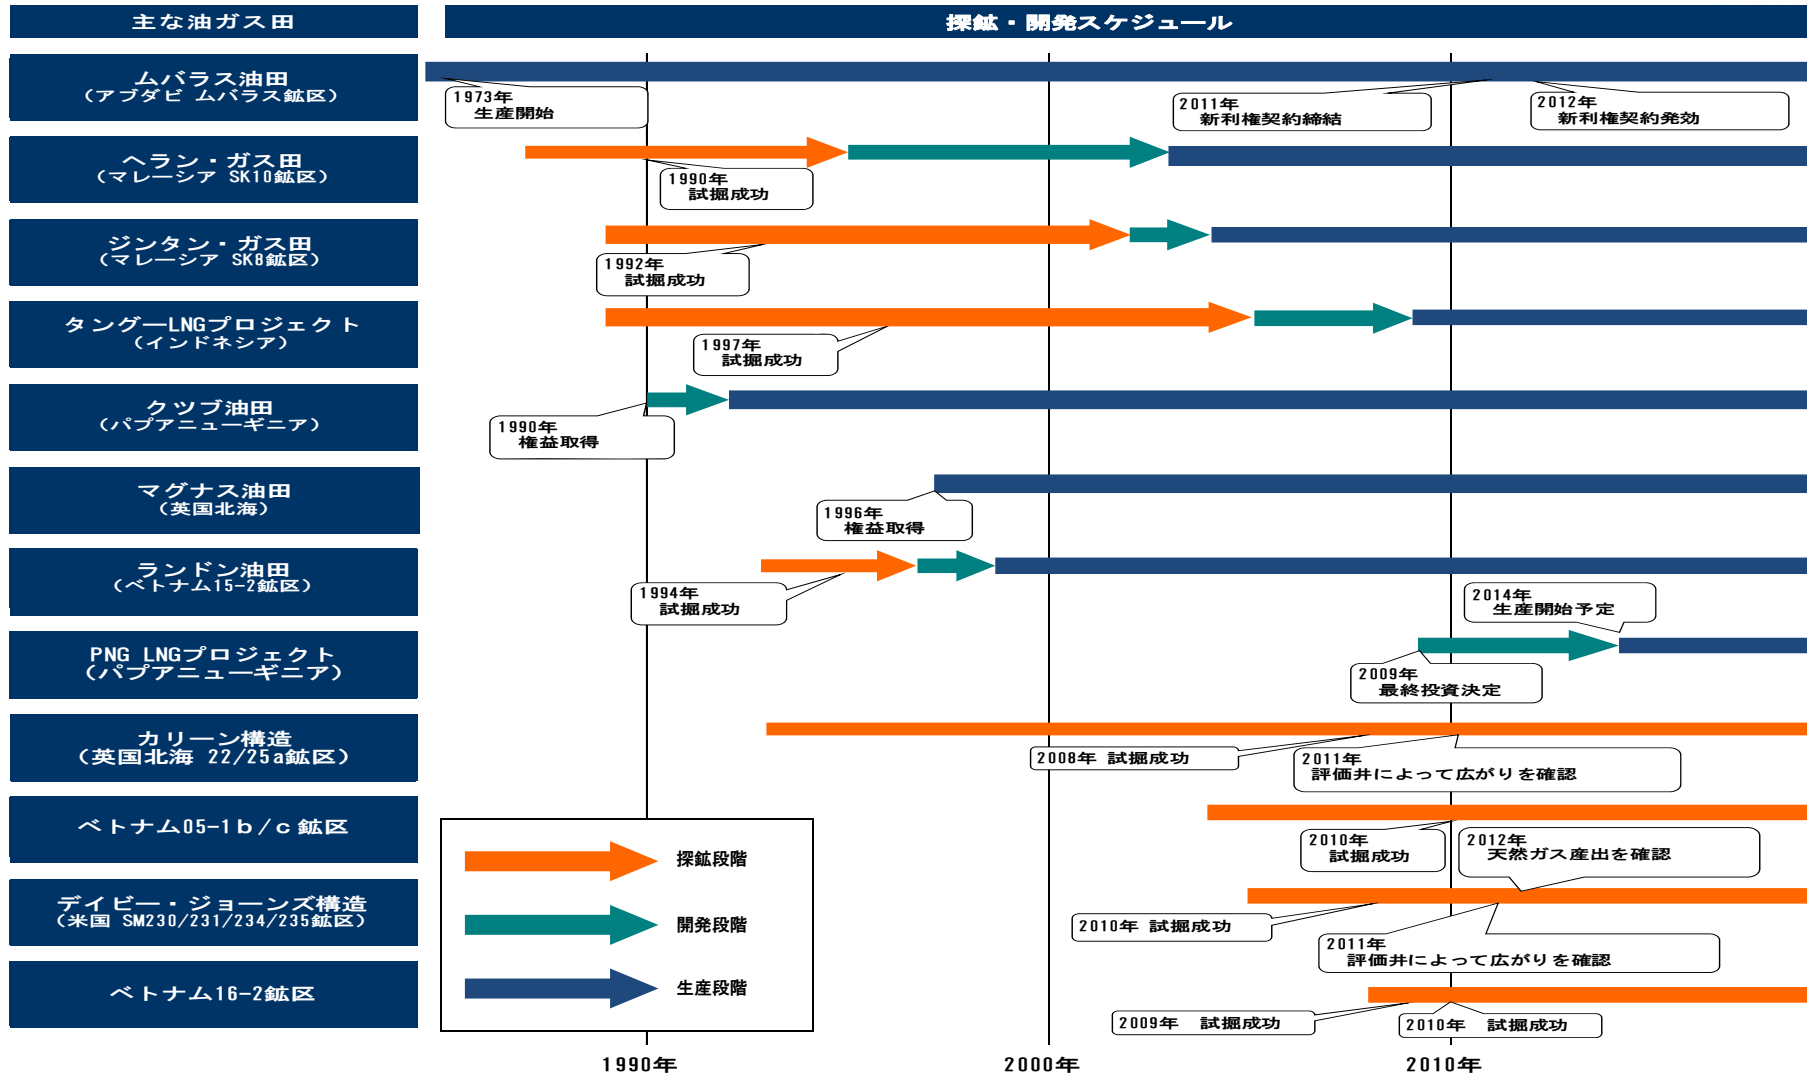 主な油ガス田
探鉱・開発スケジュール
ムバラス油田
(アブダビ ムバラス鉱区)
1973年
生産開始
2011年
新利権契約締結
2012年
新利権契約発効
ヘラン・ガス田
(マレーシア SK10鉱区)
1990年
試掘成功
ジンタン・ガス田
(マレーシア SK8鉱区)
1992年
試掘成功
タングーLNGプロジェクト
(インドネシア)
1997年
試掘成功
クツブ油田
(パプアニューギニア)
1990年
権益取得
マグナス油田
(英国北海)
1996年
権益取得
ランドン油田
(ベトナム15-2鉱区)
1994年
試掘成功
2014年
生産開始予定
PNG LNGプロジェクト
(パプアニューギニア)
2009年
最終投資決定
カリーン構造
(英国北海 22/25a鉱区)
2008年 試掘成功
2011年
評価井によって広がりを確認
ベトナム05-1b/c鉱区
2010年
試掘成功
2012年
天然ガス産出を確認
デイビー・ジョーンズ構造
(米国 SM230/231/234/235鉱区)
2010年 試掘成功
2011年
評価井によって広がりを確認
ベトナム16-2鉱区
2009年 試掘成功
2010年 試掘成功
探鉱段階
開発段階
生産段階
1990年
2000年
2010年